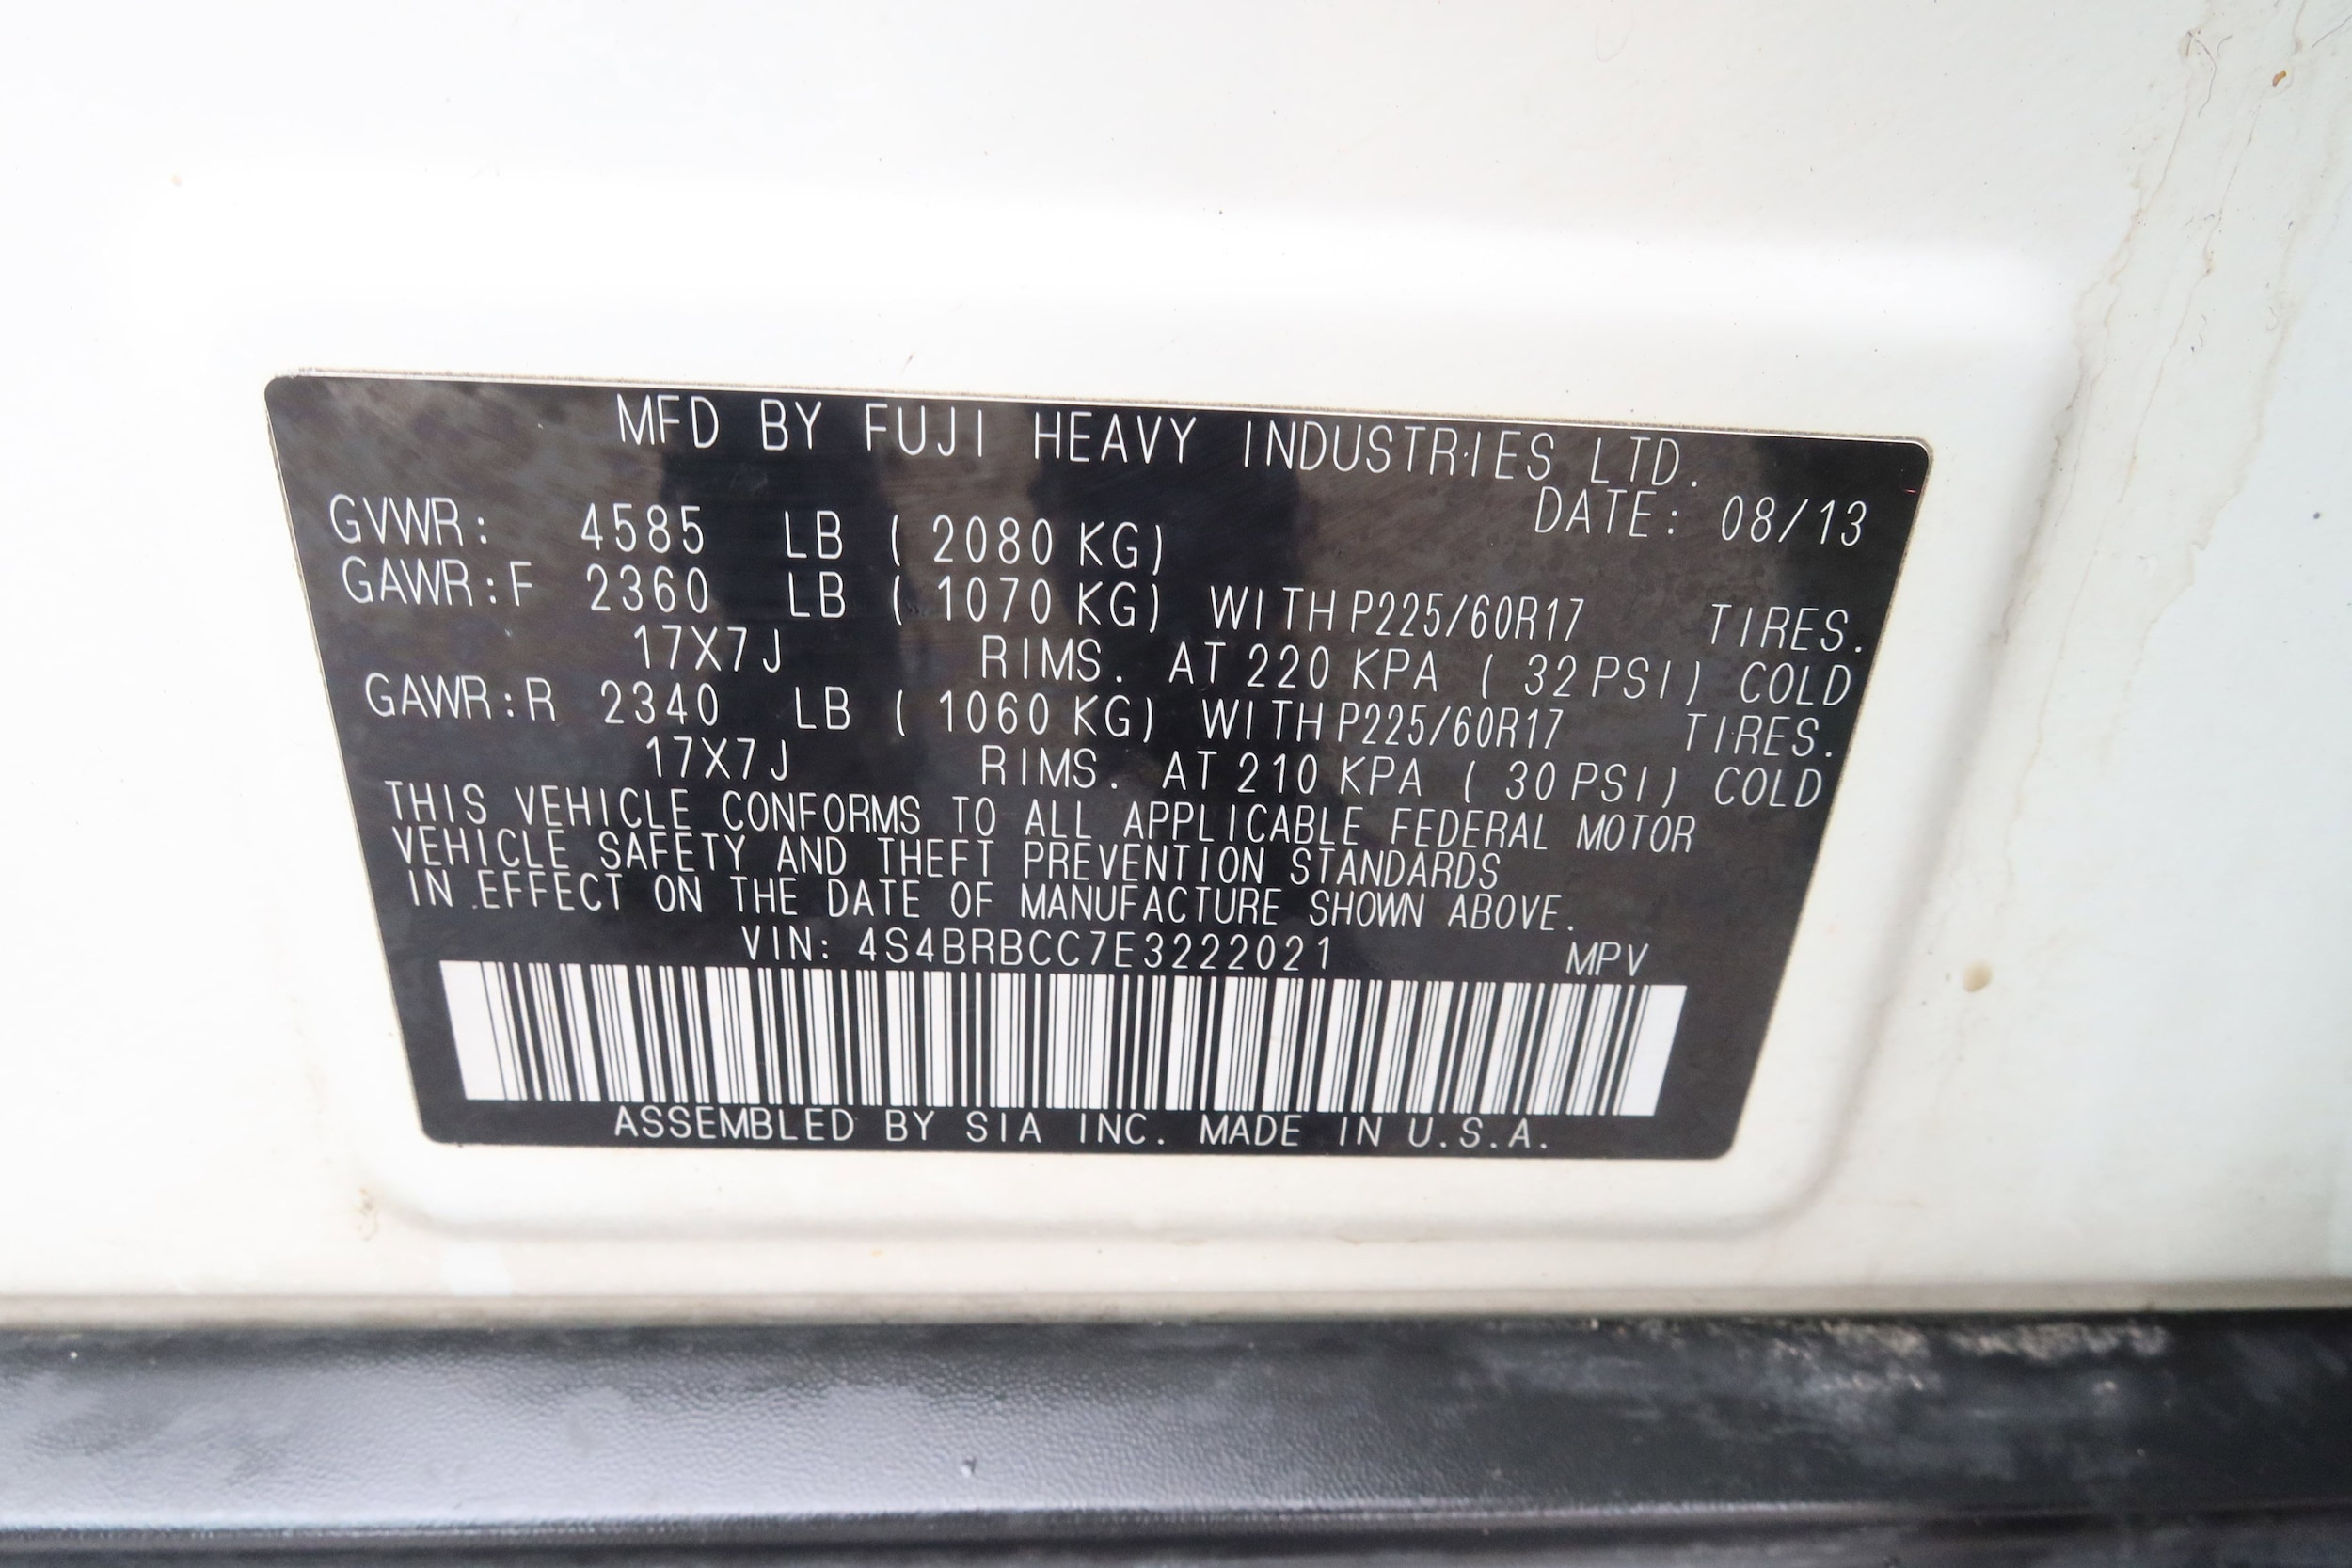 MFD BY FUJI HEAVY INDUSTRIES LTD.
DATE: 08/13
GVWR: 4585 LB ( 2080 KG)
GAWR:F 2360 LB ( 1070 KG) WITH P225/60R17 TIRES.
17X7J RIMS. AT 220 KPA ( 32 PSI) COLD
GAWR:R 2340 LB ( 1060 KG) WITH P225/60R17 TIRES.
17X7J RIMS. AT 210 KPA ( 30 PSI) COLD
THIS VEHICLE CONFORMS TO ALL APPLICABLE FEDERAL MOTOR
VEHICLE SAFETY AND THEFT PREVENTION STANDARDS
IN EFFECT ON THE DATE OF MANUFACTURE SHOWN ABOVE.
VIN: 4S4BRBCC7E3222021 MPV
ASSEMBLED BY SIA INC. MADE IN U.S.A.